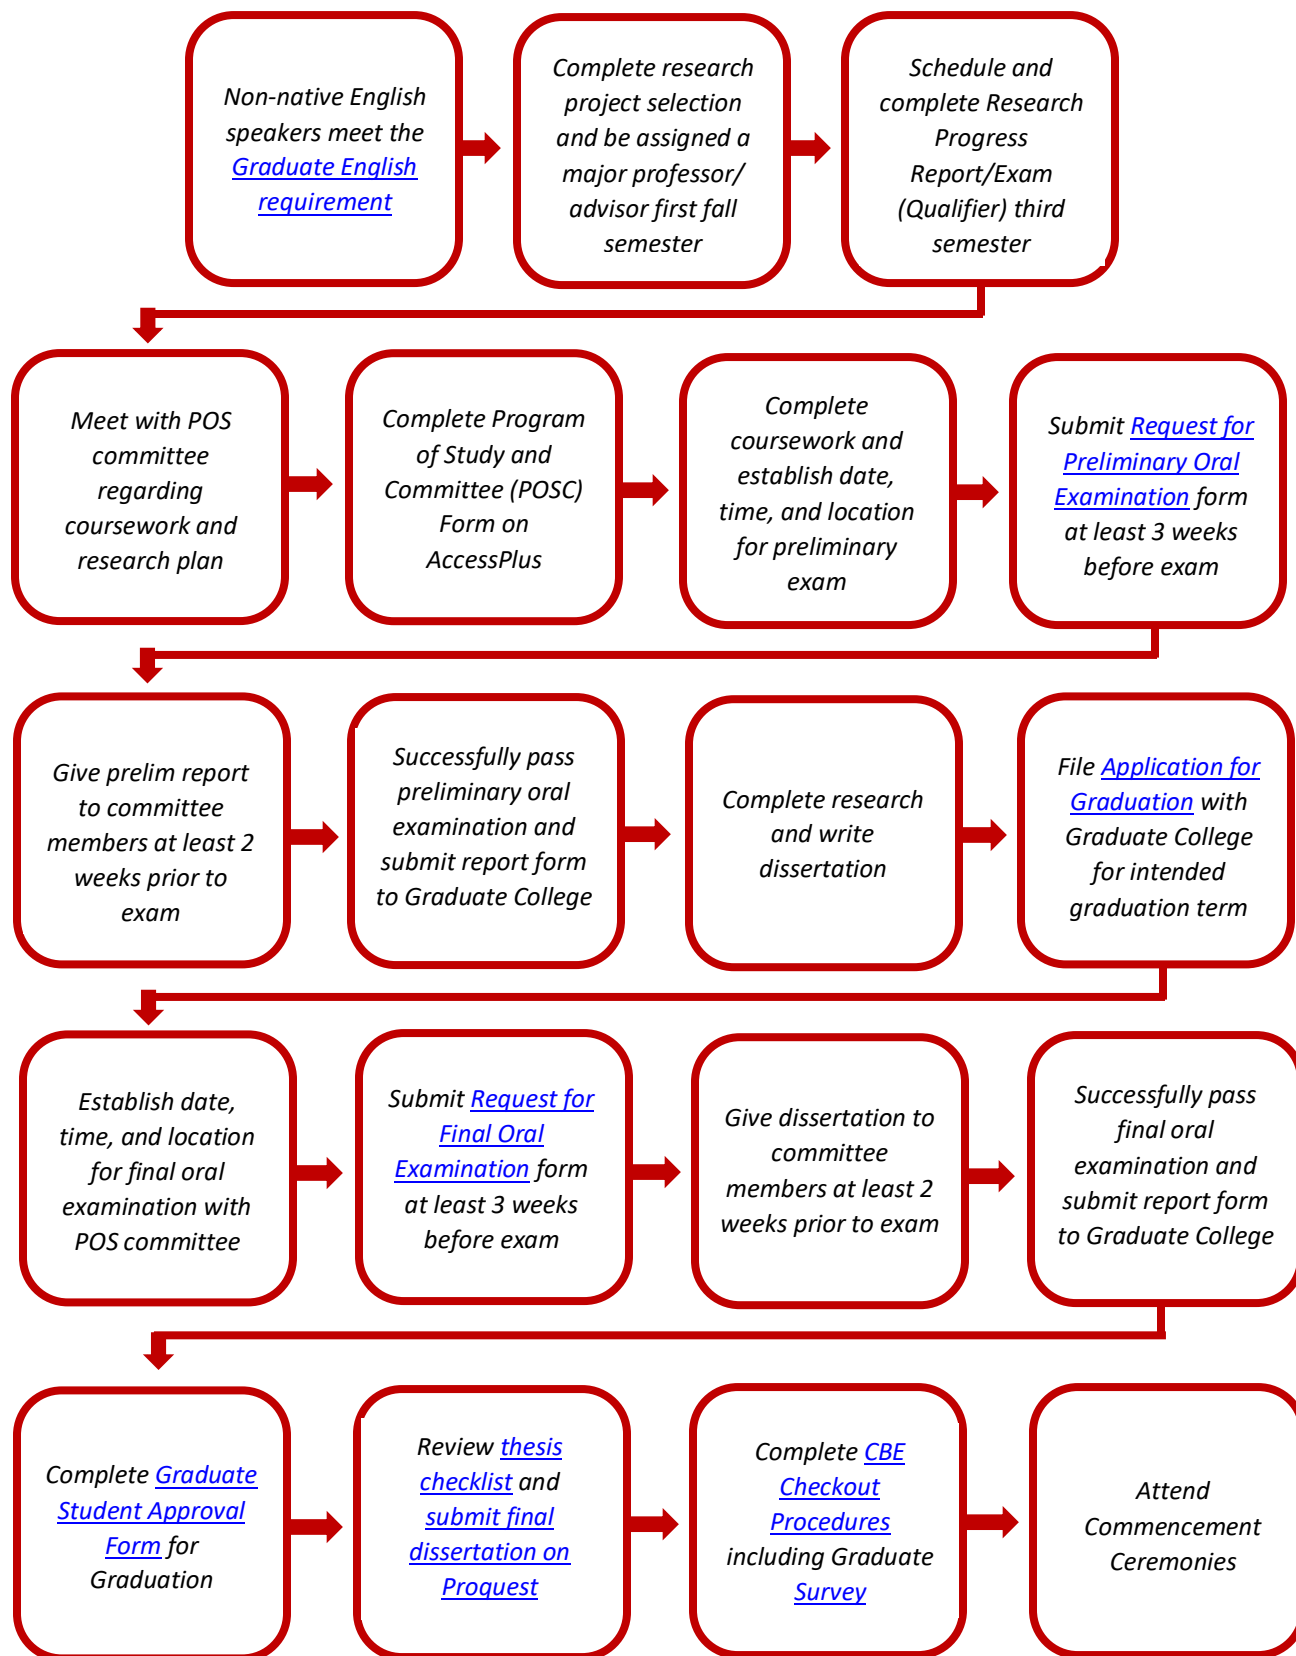 Non-native English
speakers meet the
Graduate English
requirement
Complete research
project selection
and be assigned a
major professor/
advisor first fall
semester
Schedule and
complete Research
Progress
Report/Exam
(Qualifier) third
semester
Meet with POS
committee
regarding
coursework and
research plan
Complete Program
of Study and
Committee (POSC)
Form on
AccessPlus
Complete
coursework and
establish date,
time, and location
for preliminary
exam
Submit Request for
Preliminary Oral
Examination form
at least 3 weeks
before exam
Give prelim report
to committee
members at least 2
weeks prior to
exam
Successfully pass
preliminary oral
examination and
submit report form
to Graduate College
Complete research
and write
dissertation
File Application for
Graduation with
Graduate College
for intended
graduation term
Establish date,
time, and location
for final oral
examination with
POS committee
Submit Request for
Final Oral
Examination form
at least 3 weeks
before exam
Give dissertation to
committee
members at least 2
weeks prior to exam
Successfully pass
final oral
examination and
submit report form
to Graduate College
Complete Graduate
Student Approval
Form for
Graduation
Review thesis
checklist and
submit final
dissertation on
Proquest
Complete CBE
Checkout
Procedures
including Graduate
Survey
Attend
Commencement
Ceremonies